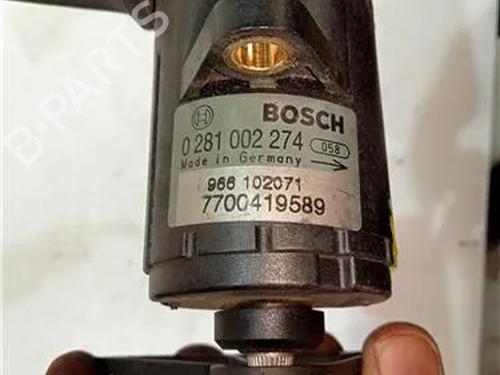 B-PARTS
BOSCH
0 281 002 274 058
Made in Germany
966 102071
7700419589